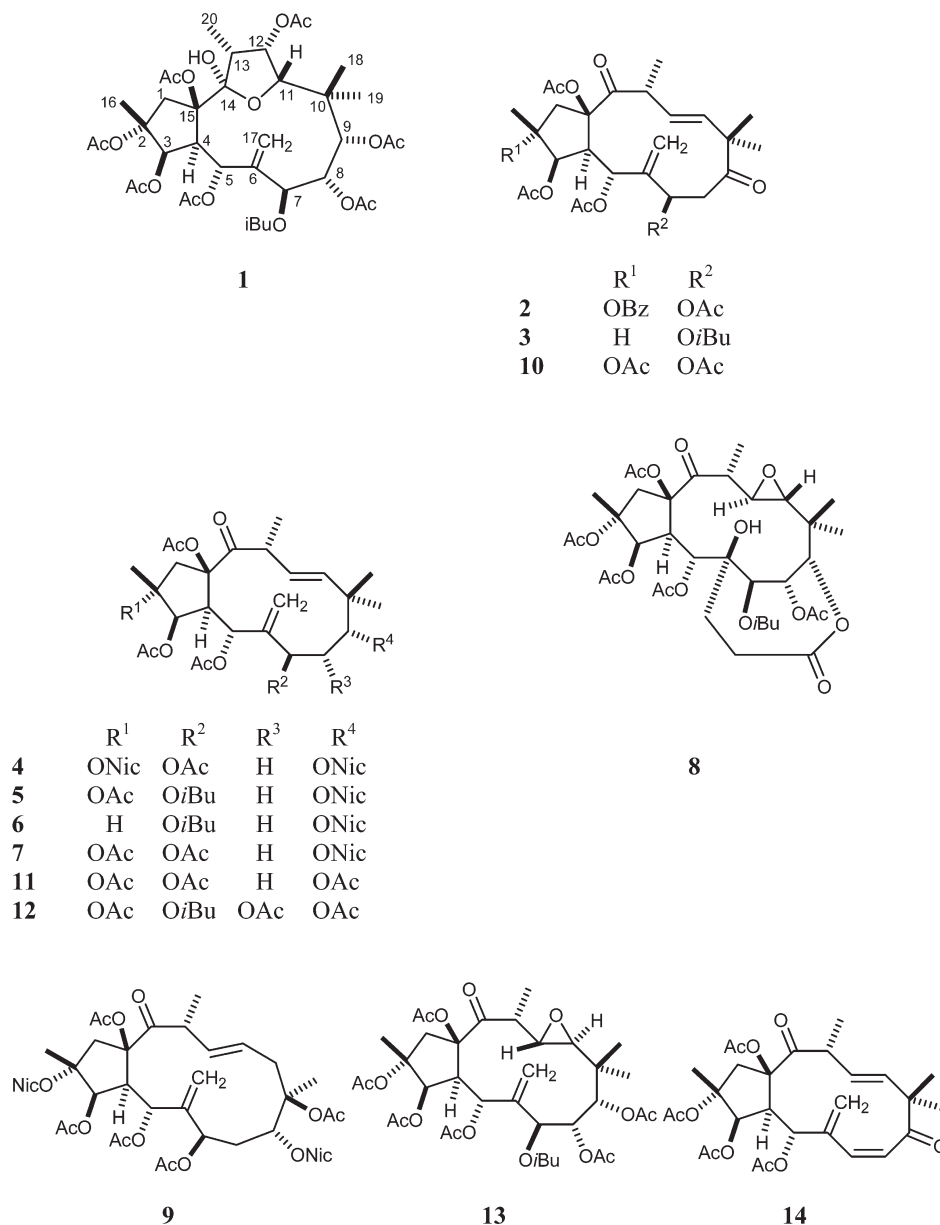 20 OAc 12 H 18
HO 13 AcO 14 O 11 10 19
16 1 15 17 CH2 9 OAc
AcO 2 3 4 H 5 6 7 8 OAc
AcO AcO iBu O
1
O AcO
R¹ CH2 O
AcO H AcO R²
R¹ R²
2 OBz OAc
3 H OiBu
10 OAc OAc
O AcO
R¹ CH2 R⁴
AcO H AcO R² R³
R¹ R² R³ R⁴
4 ONic OAc H ONic
5 OAc OiBu H ONic
6 H OiBu H ONic
7 OAc OAc H ONic
11 OAc OAc H OAc
12 OAc OiBu OAc OAc
O O H
AcO H OH
AcO H
AcO AcO OiBu OAc O
O
8
O AcO
NicO CH2 OAc
AcO H AcO AcO ONic
9
O O H
AcO H
AcO CH2 OAc
AcO H AcO OiBu OAc
13
O AcO
AcO CH2 O
AcO H AcO
14